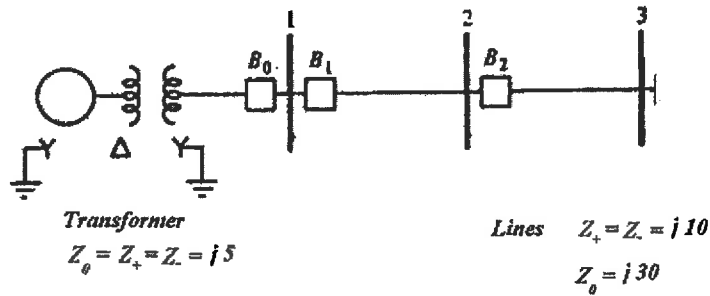 1 2 3
B₀ B₁ B₂
Y Δ Y
Transformer
Z₀ = Z₊ = Z₋ = j 5
Lines Z₊ = Z₋ = j 10
Z₀ = j 30